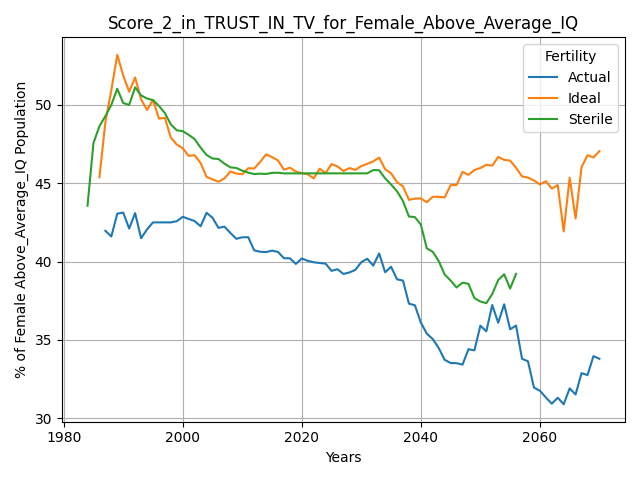 Score_2_in_TRUST_IN_TV_for_Female_Above_Average_IQ
% of Female Above_Average_IQ Population
50
45
40
35
30
Fertility
Actual
Ideal
Sterile
1980 2000 2020 2040 2060
Years